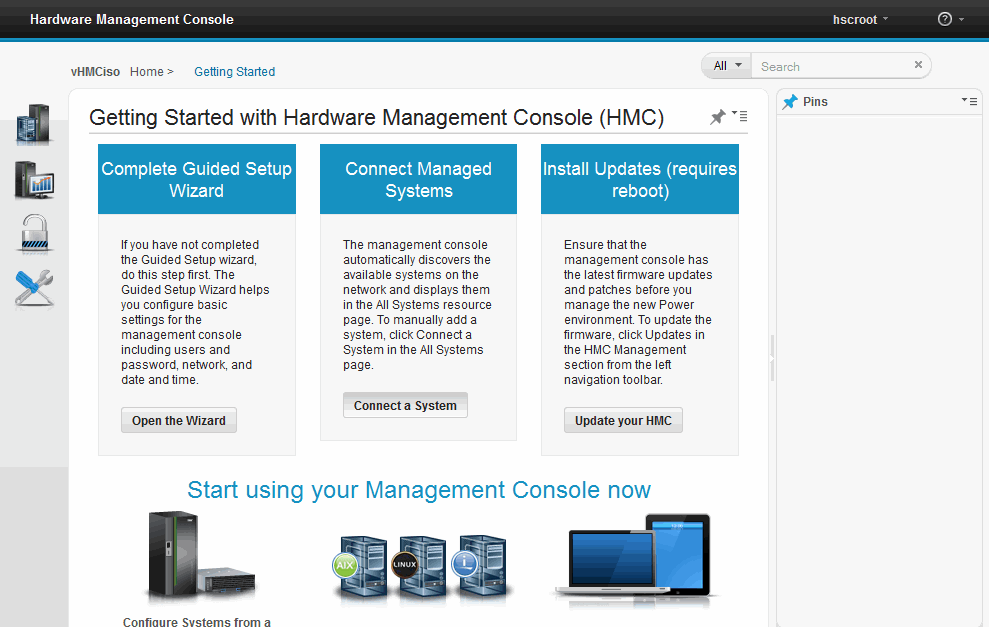 Hardware Management Console
hscroot
?
vHMCiso Home > Getting Started
All Search
Pins
Getting Started with Hardware Management Console (HMC)
Complete Guided Setup
Wizard
If you have not completed
the Guided Setup wizard,
do this step first. The
Guided Setup Wizard helps
you configure basic
settings for the
management console
including users and
password, network, and
date and time.
Open the Wizard
Connect Managed
Systems
The management console
automatically discovers the
available systems on the
network and displays them
in the All Systems resource
page. To manually add a
system, click Connect a
System in the All Systems
page.
Connect a System
Install Updates (requires
reboot)
Ensure that the
management console has
the latest firmware updates
and patches before you
manage the new Power
environment. To update the
firmware, click Updates in
the HMC Management
section from the left
navigation toolbar.
Update your HMC
Start using your Management Console now
AIX
LINUX
i
Configure Systems from a